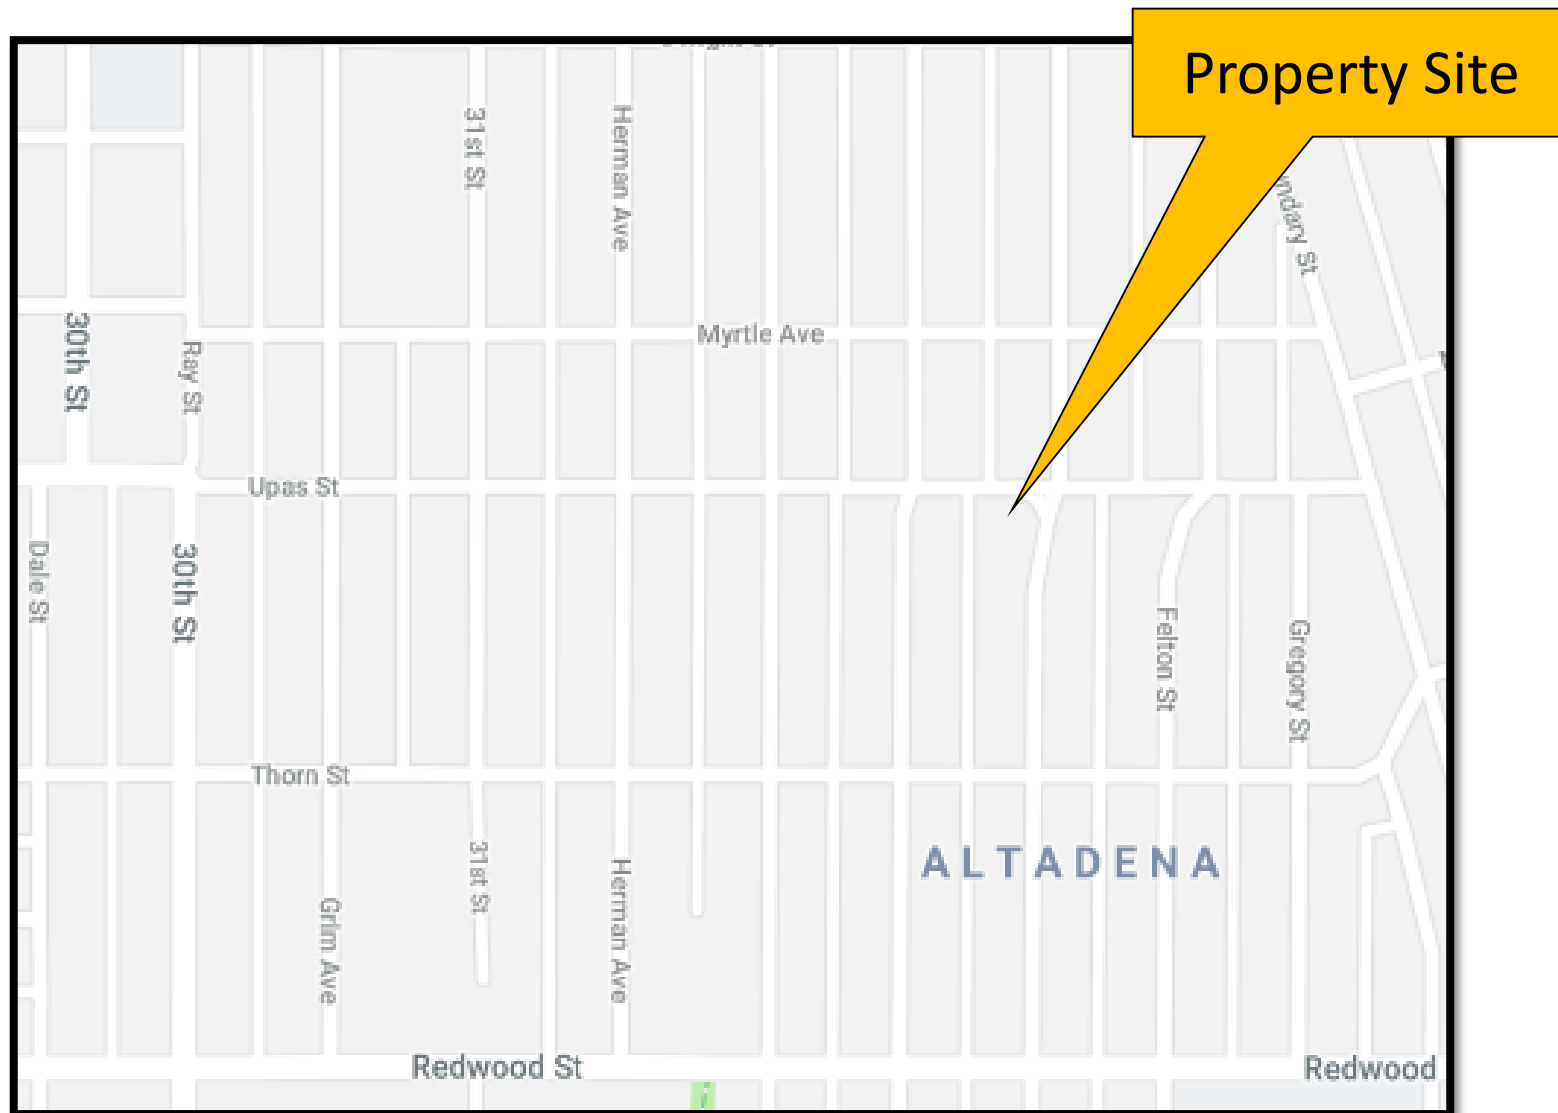 Property Site
31st St
Herman Ave
30th St
Ray St
Myrtle Ave
Upas St
Dale St
30th St
Felton St
Gregory St
Thorn St
ALTADENA
31st St
Herman Ave
Grim Ave
Redwood St
Redwood